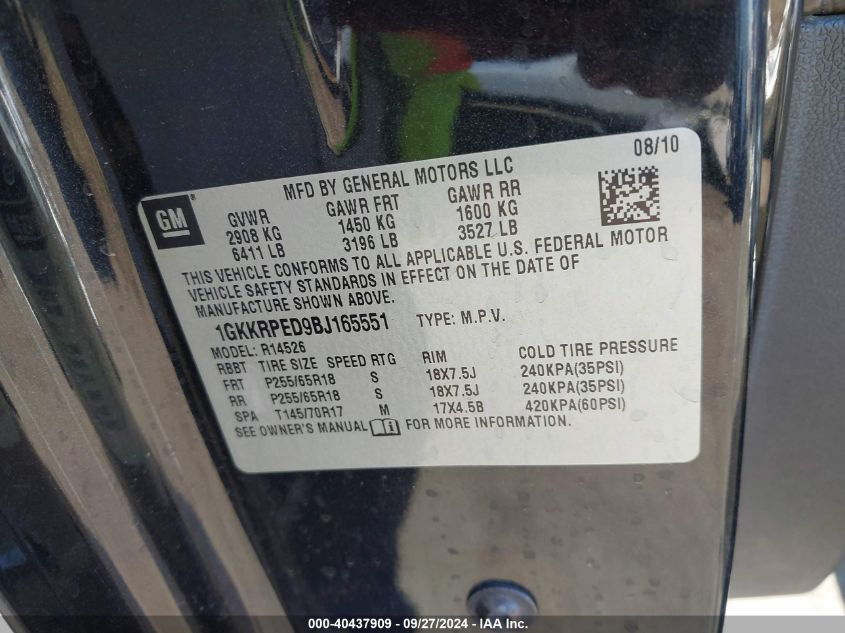 08/10
MFD BY GENERAL MOTORS LLC
GM
GVWR GAWR FRT GAWR RR
2908 KG 1450 KG 1600 KG
6411 LB 3196 LB 3527 LB
THIS VEHICLE CONFORMS TO ALL APPLICABLE U.S. FEDERAL MOTOR
VEHICLE SAFETY STANDARDS IN EFFECT ON THE DATE OF
MANUFACTURE SHOWN ABOVE.
1GKKRPED9BJ165551 TYPE: M.P.V.
MODEL: R14526
RBBT TIRE SIZE SPEED RTG RIM COLD TIRE PRESSURE
FRT P255/65R18 S 18X7.5J 240KPA(35PSI)
RR P255/65R18 S 18X7.5J 240KPA(35PSI)
SPA T145/70R17 M 17X4.5B 420KPA(60PSI)
SEE OWNER'S MANUAL FOR MORE INFORMATION.
000-40437909 - 09/27/2024 - IAA Inc.